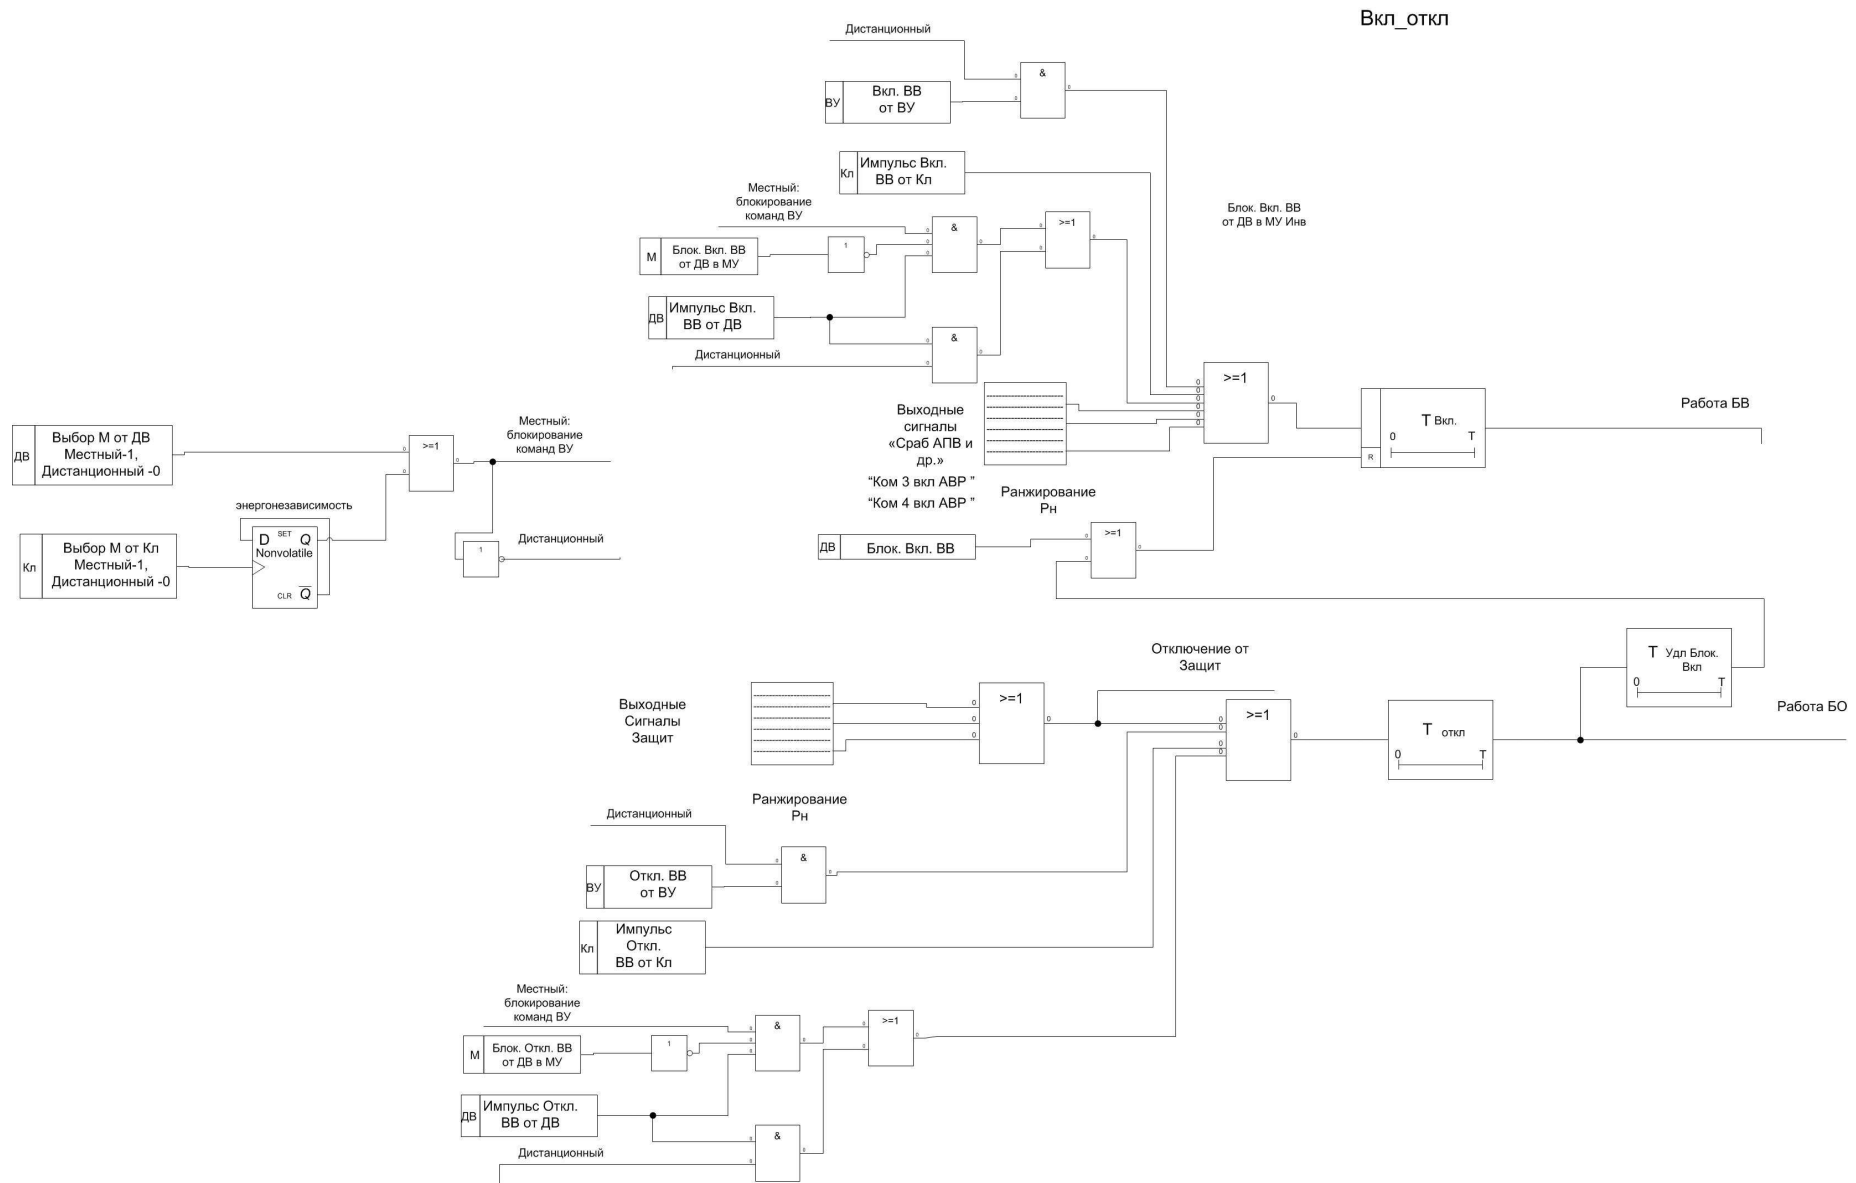 Вкл_откл
Дистанционный
&
ВУ
Вкл. ВВ
от ВУ
Кл
Импульс Вкл.
ВВ от Кл
Местный:
блокирование
команд ВУ
М
Блок. Вкл. ВВ
от ДВ в МУ
1
&
>=1
Блок. Вкл. ВВ
от ДВ в МУ Инв
ДВ
Импульс Вкл.
ВВ от ДВ
&
Дистанционный
Выходные
сигналы
«Сраб АПВ и
др.»
“Ком 3 вкл АВР ”
“Ком 4 вкл АВР ”
>=1
Т Вкл.
0 Т
R
Работа БВ
Ранжирование
Рн
ДВ
Блок. Вкл. ВВ
>=1
ДВ
Выбор М от ДВ
Местный-1,
Дистанционный -0
>=1
Местный:
блокирование
команд ВУ
энергонезависимость
Кл
Выбор М от Кл
Местный-1,
Дистанционный -0
D SET Q
Nonvolatile
CLR Q
1
Дистанционный
Выходные
Сигналы
Защит
>=1
Отключение от
Защит
>=1
Т откл
0 Т
Т Удл Блок.
Вкл
0 Т
Работа БО
Ранжирование
Рн
Дистанционный
&
ВУ
Откл. ВВ
от ВУ
Кл
Импульс
Откл.
ВВ от Кл
Местный:
блокирование
команд ВУ
М
Блок. Откл. ВВ
от ДВ в МУ
1
&
>=1
ДВ
Импульс Откл.
ВВ от ДВ
&
Дистанционный